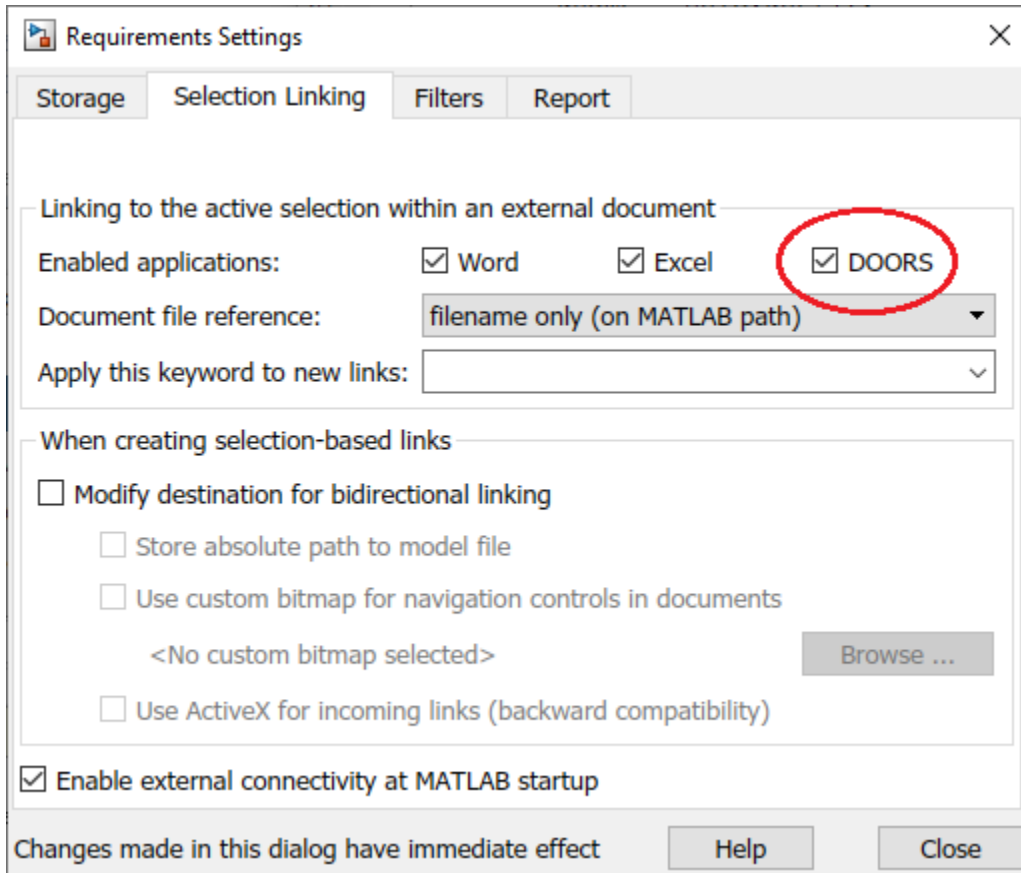 Requirements Settings
Storage Selection Linking Filters Report
Linking to the active selection within an external document
Enabled applications: Word Excel DOORS
Document file reference: filename only (on MATLAB path)
Apply this keyword to new links:
When creating selection-based links
Modify destination for bidirectional linking
Store absolute path to model file
Use custom bitmap for navigation controls in documents
<No custom bitmap selected> Browse ...
Use ActiveX for incoming links (backward compatibility)
Enable external connectivity at MATLAB startup
Changes made in this dialog have immediate effect Help Close